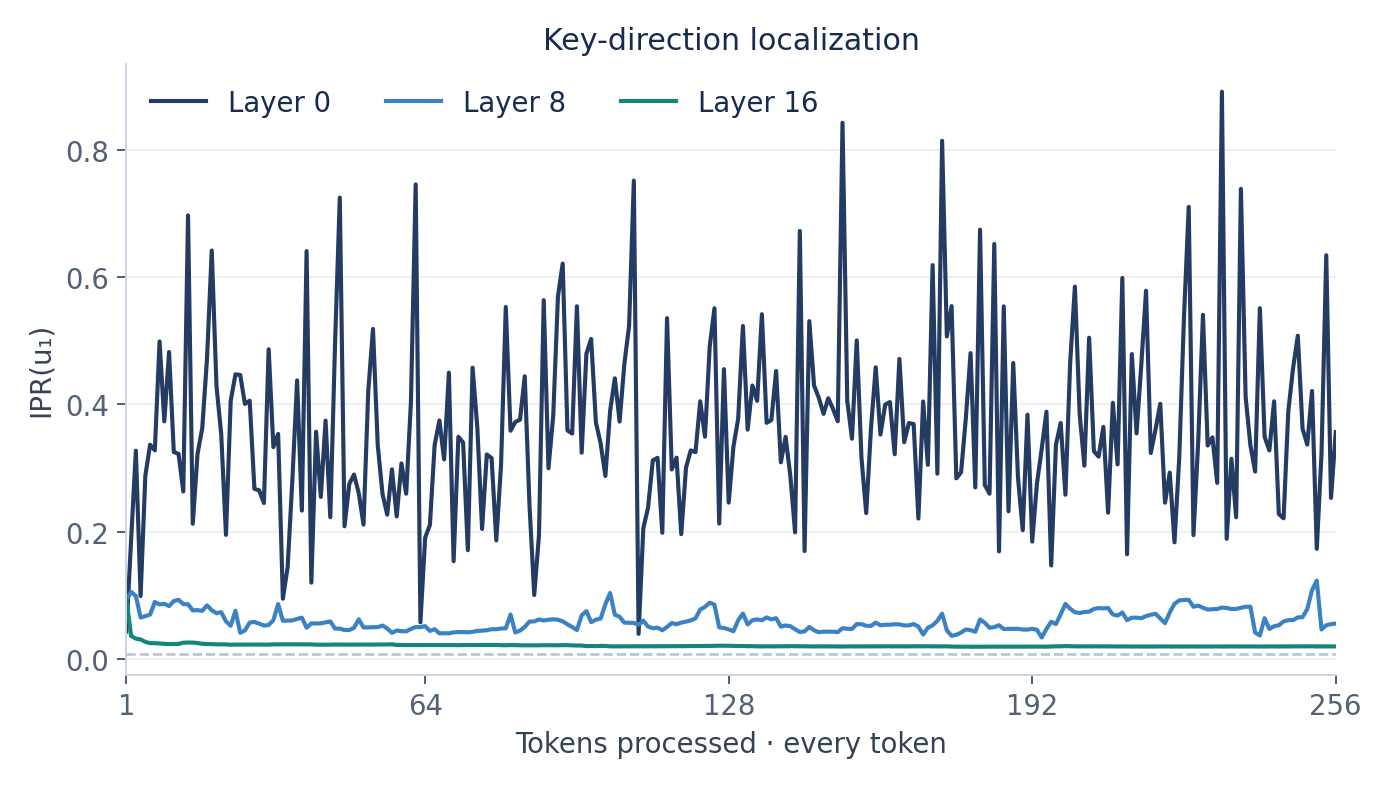 Key-direction localization
Layer 0 Layer 8 Layer 16
IPR(u₁)
0.8
0.6
0.4
0.2
0.0
1 64 128 192 256
Tokens processed · every token